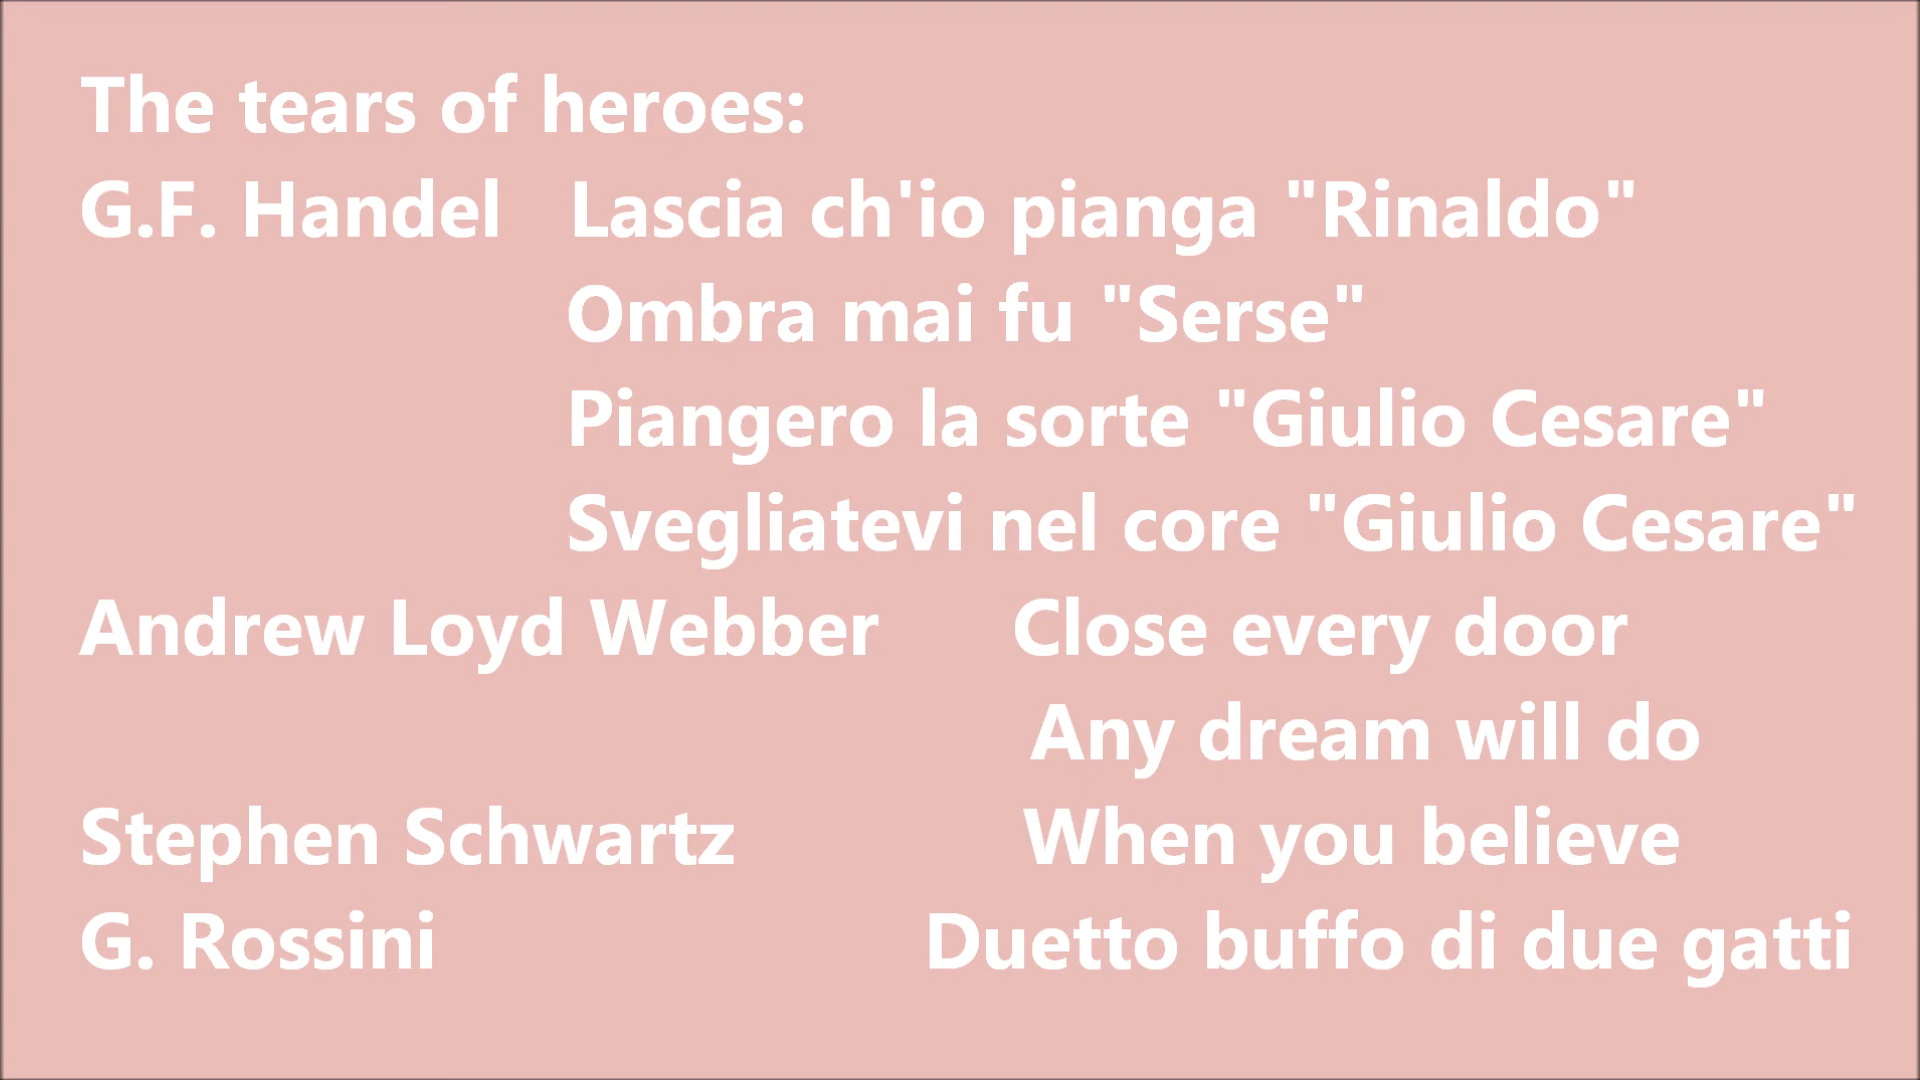 The tears of heroes:
G.F. Handel Lascia ch'io pianga "Rinaldo"
Ombra mai fu "Serse"
Piangero la sorte "Giulio Cesare"
Svegliatevi nel core "Giulio Cesare"
Andrew Loyd Webber Close every door
Any dream will do
Stephen Schwartz When you believe
G. Rossini Duetto buffo di due gatti